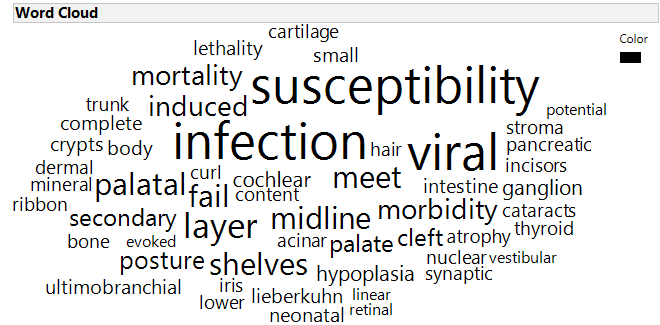 Word Cloud
Color
cartilage
lethality
small
mortality
susceptibility
trunk
induced
potential
complete
stroma
crypts
body
infection
hair
viral
pancreatic
dermal
curl
incisors
mineral
palatal
fail
cochlear
meet
intestine
ganglion
ribbon
content
secondary
layer
midline
morbidity
cataracts
thyroid
bone
evoked
acinar
palate
cleft
atrophy
posture
shelves
nuclear
vestibular
hypoplasia
synaptic
ultimobranchial
iris
lieberkuhn
linear
lower
retinal
neonatal